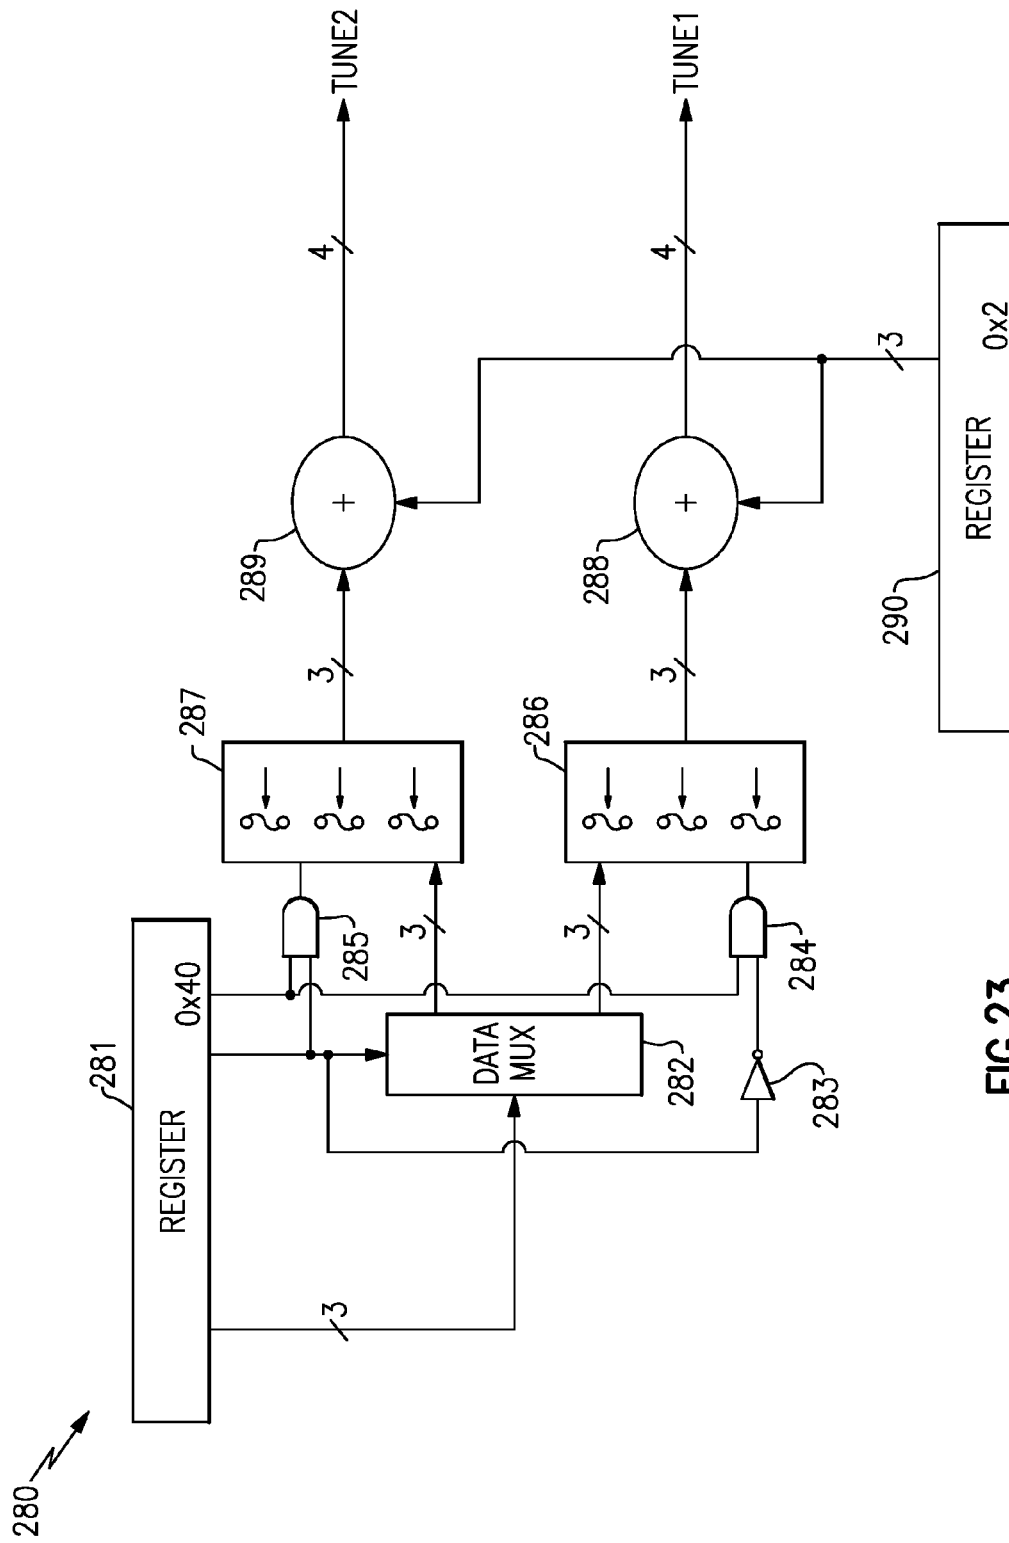 280
281
REGISTER
0x40
3
285
287
3
289
3
4
TUNE2
DATA
MUX
282
3
283
284
286
3
288
4
TUNE1
3
290
REGISTER
0x2
FIG.23